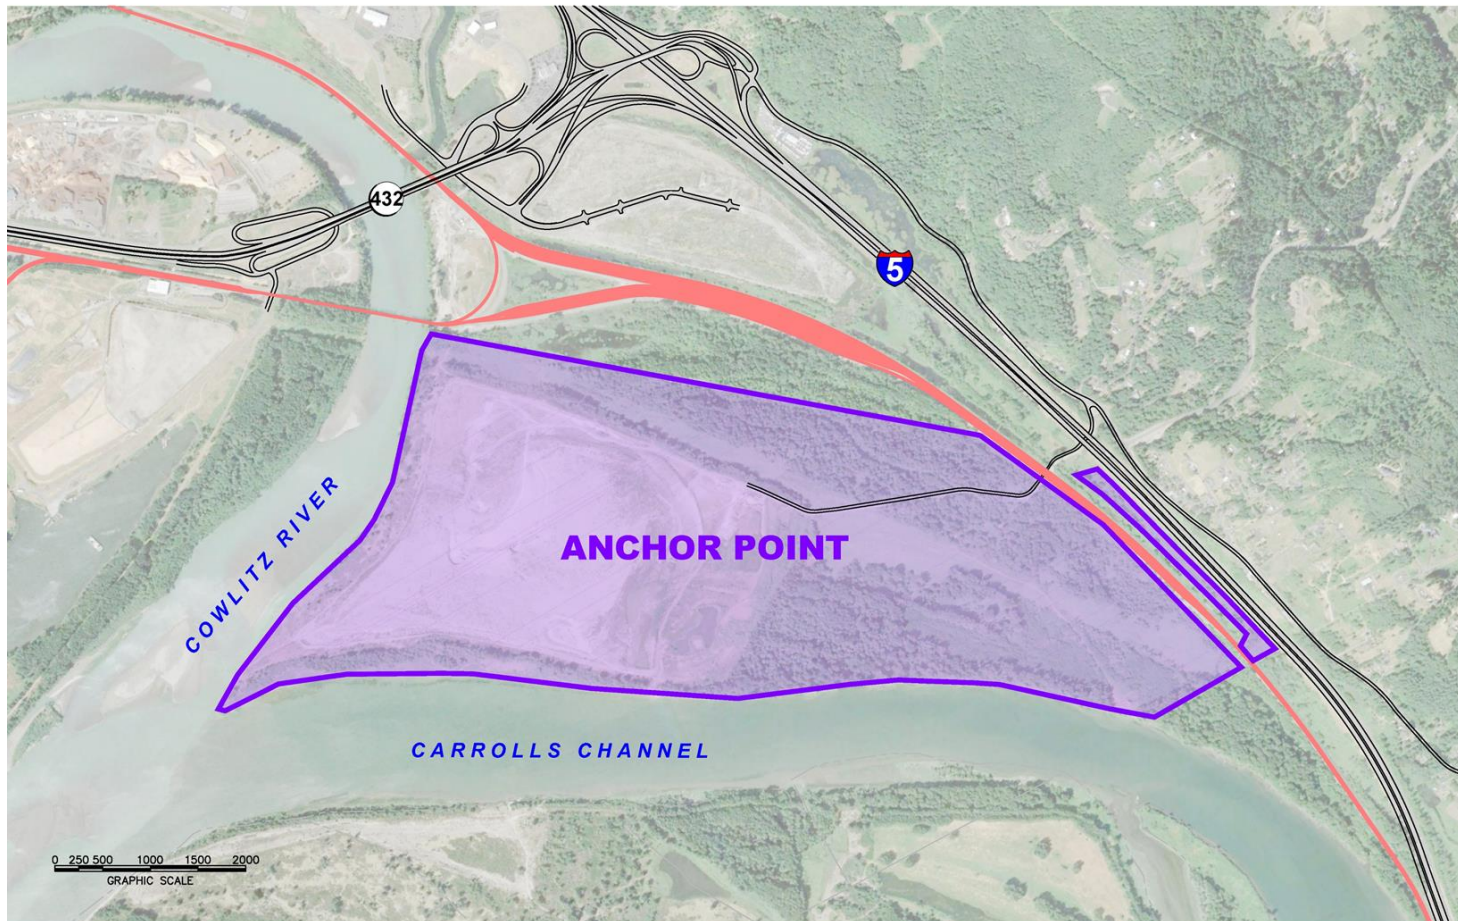 432
5
ANCHOR POINT
COWLITZ RIVER
CARROLLS CHANNEL
0 250 500 1000 1500 2000
GRAPHIC SCALE